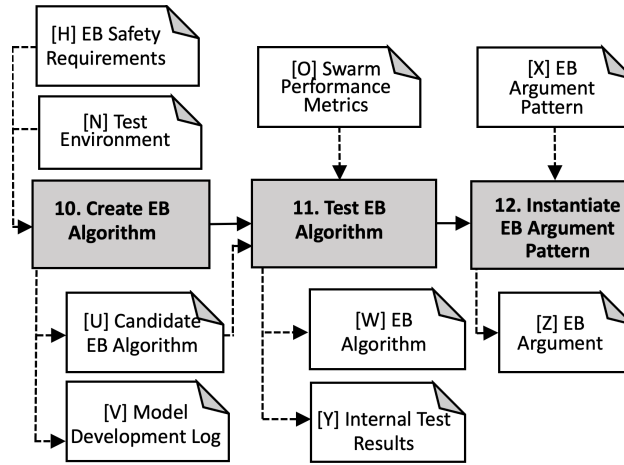 [H] EB Safety
Requirements
[N] Test
Environment
[O] Swarm
Performance
Metrics
[X] EB
Argument
Pattern
10. Create EB
Algorithm
11. Test EB
Algorithm
12. Instantiate
EB Argument
Pattern
[U] Candidate
EB Algorithm
[V] Model
Development Log
[W] EB
Algorithm
[Y] Internal Test
Results
[Z] EB
Argument